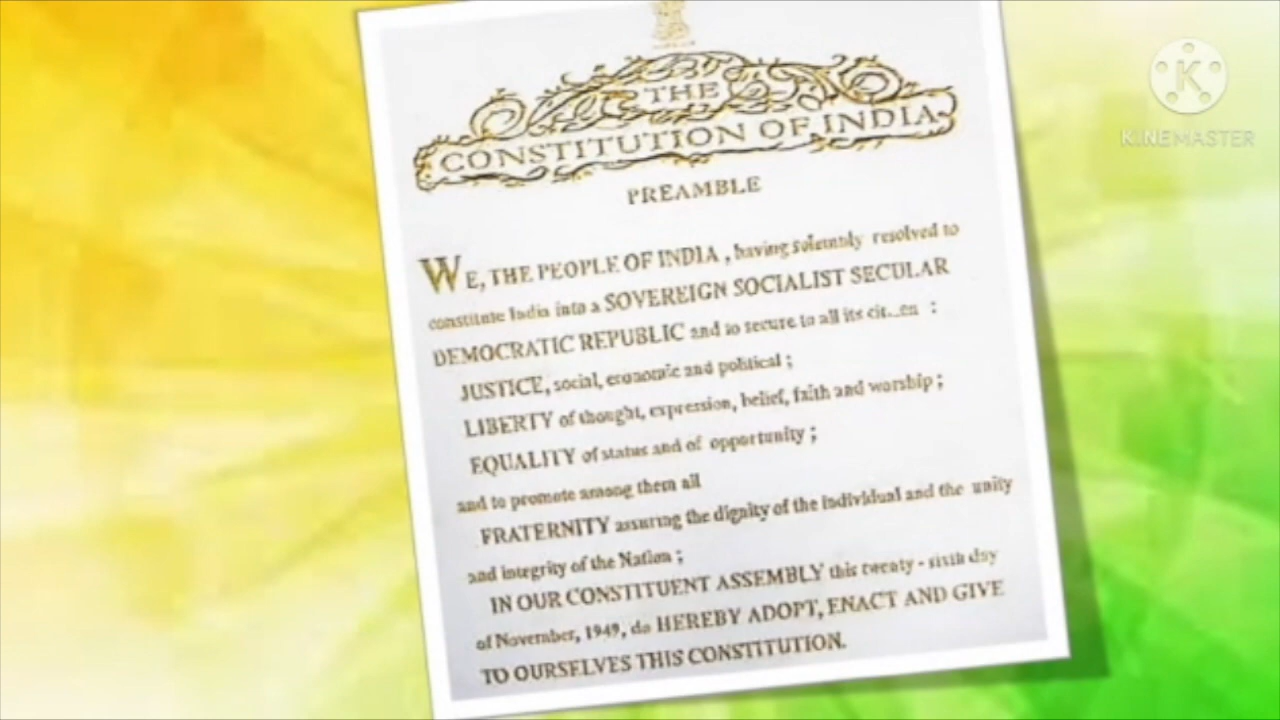 THE
CONSTITUTION OF INDIA
PREAMBLE
WE, THE PEOPLE OF INDIA , having solemnly resolved to
constitute India into a SOVEREIGN SOCIALIST SECULAR
DEMOCRATIC REPUBLIC and to secure to all its :
JUSTICE, social, economic and political ;
LIBERTY of thought, expression, belief, faith and worship ;
EQUALITY of status and of opportunity ;
and to promote among them all
FRATERNITY assuring the dignity of the individual and the unity
and integrity of the Nation ;
IN OUR CONSTITUENT ASSEMBLY this twenty - sixth day
of November, 1949, do HEREBY ADOPT, ENACT AND GIVE
TO OURSELVES THIS CONSTITUTION.
K
KINEMASTER